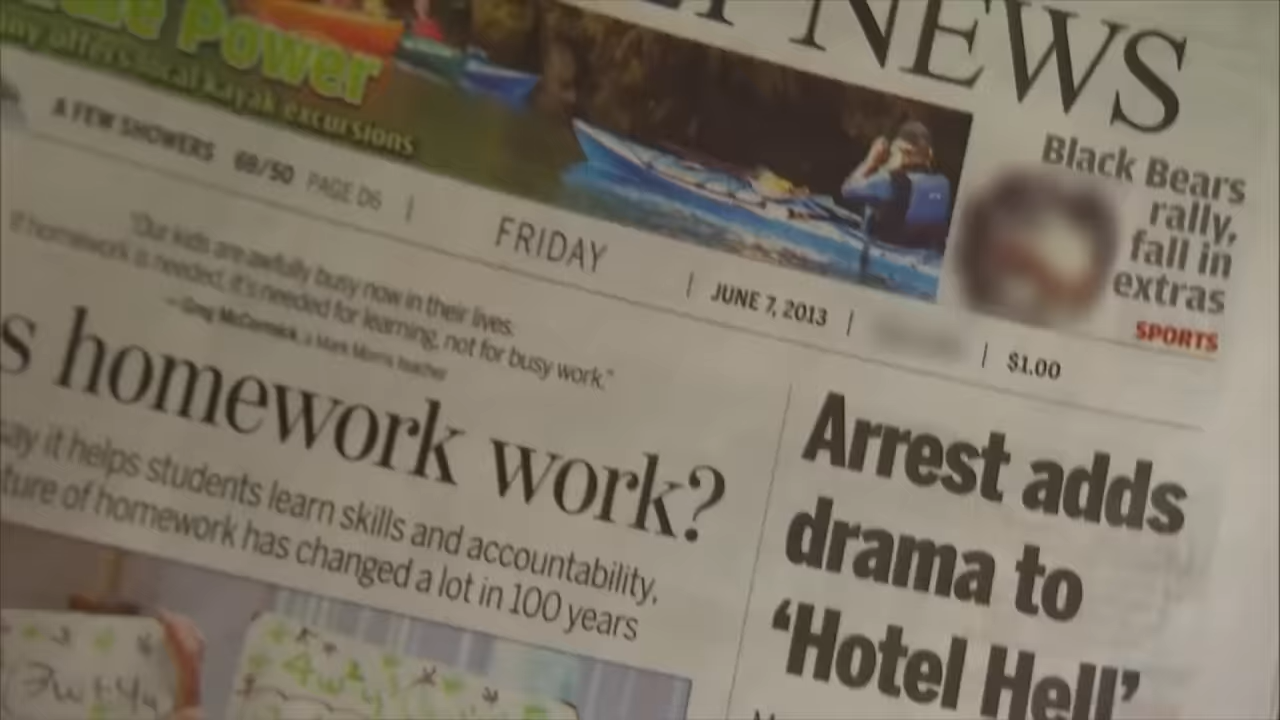 NEWS
Power
my offers local kayak excursions
Black Bears
rally,
fall in
extras
SPORTS
A FEW SHOWERS 69/50 PAGE D6 | FRIDAY | JUNE 7, 2013 | | $1.00
"Our kids are awfully busy now in their lives.
If homework is needed, it's needed for learning, not for busy work."
—Greg McCormick, a Mark Morris teacher
s homework work?
say it helps students learn skills and accountability,
ture of homework has changed a lot in 100 years
Arrest adds
drama to
'Hotel Hell'